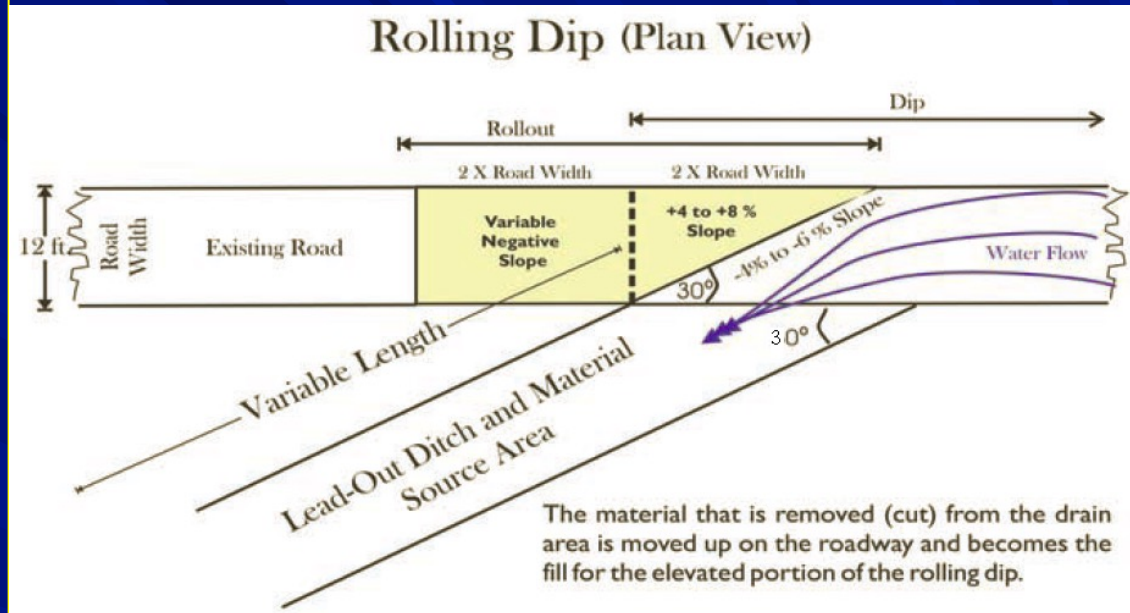 Rolling Dip (Plan View)
Dip
Rollout
2 X Road Width
2 X Road Width
12 ft.
Road
Width
Existing Road
Variable
Negative
Slope
+4 to +8 %
Slope
-4% to -6 % Slope
Water Flow
30°
30°
Variable Length
Lead-Out Ditch and Material
Source Area
The material that is removed (cut) from the drain
area is moved up on the roadway and becomes the
fill for the elevated portion of the rolling dip.